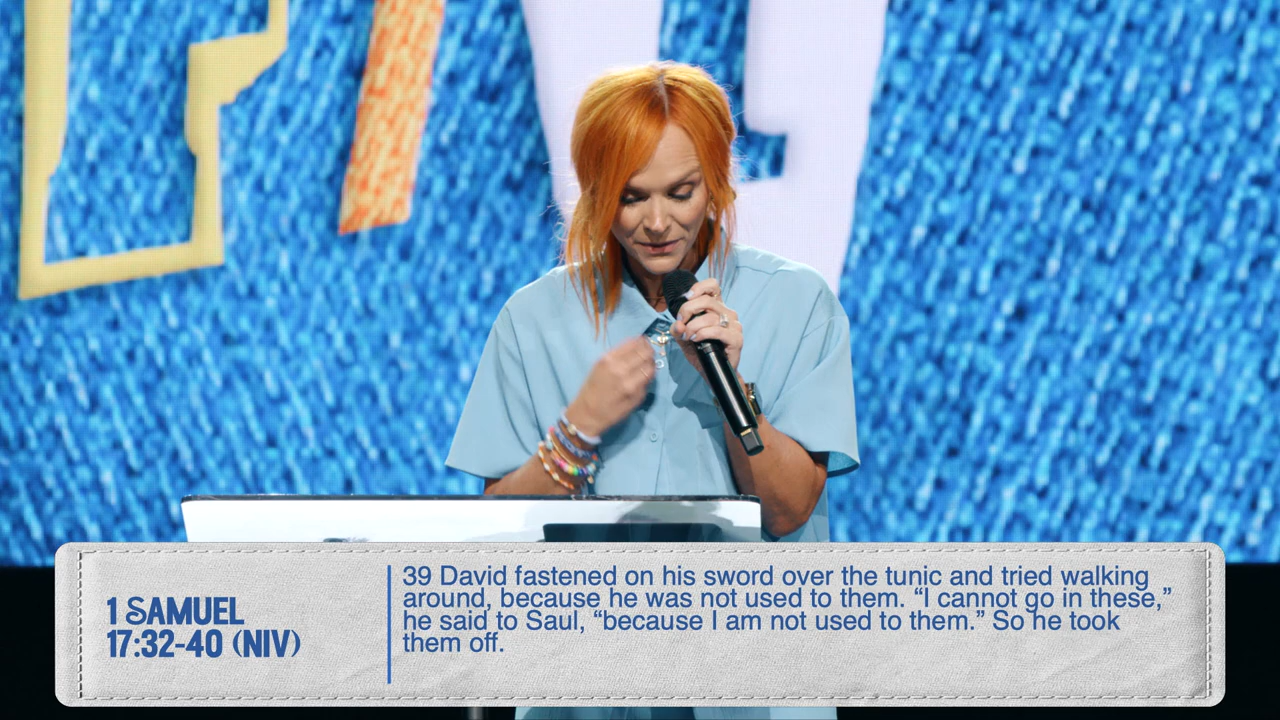 1 SAMUEL
17:32-40 (NIV)
39 David fastened on his sword over the tunic and tried walking
around, because he was not used to them. “I cannot go in these,”
he said to Saul, “because I am not used to them.” So he took
them off.